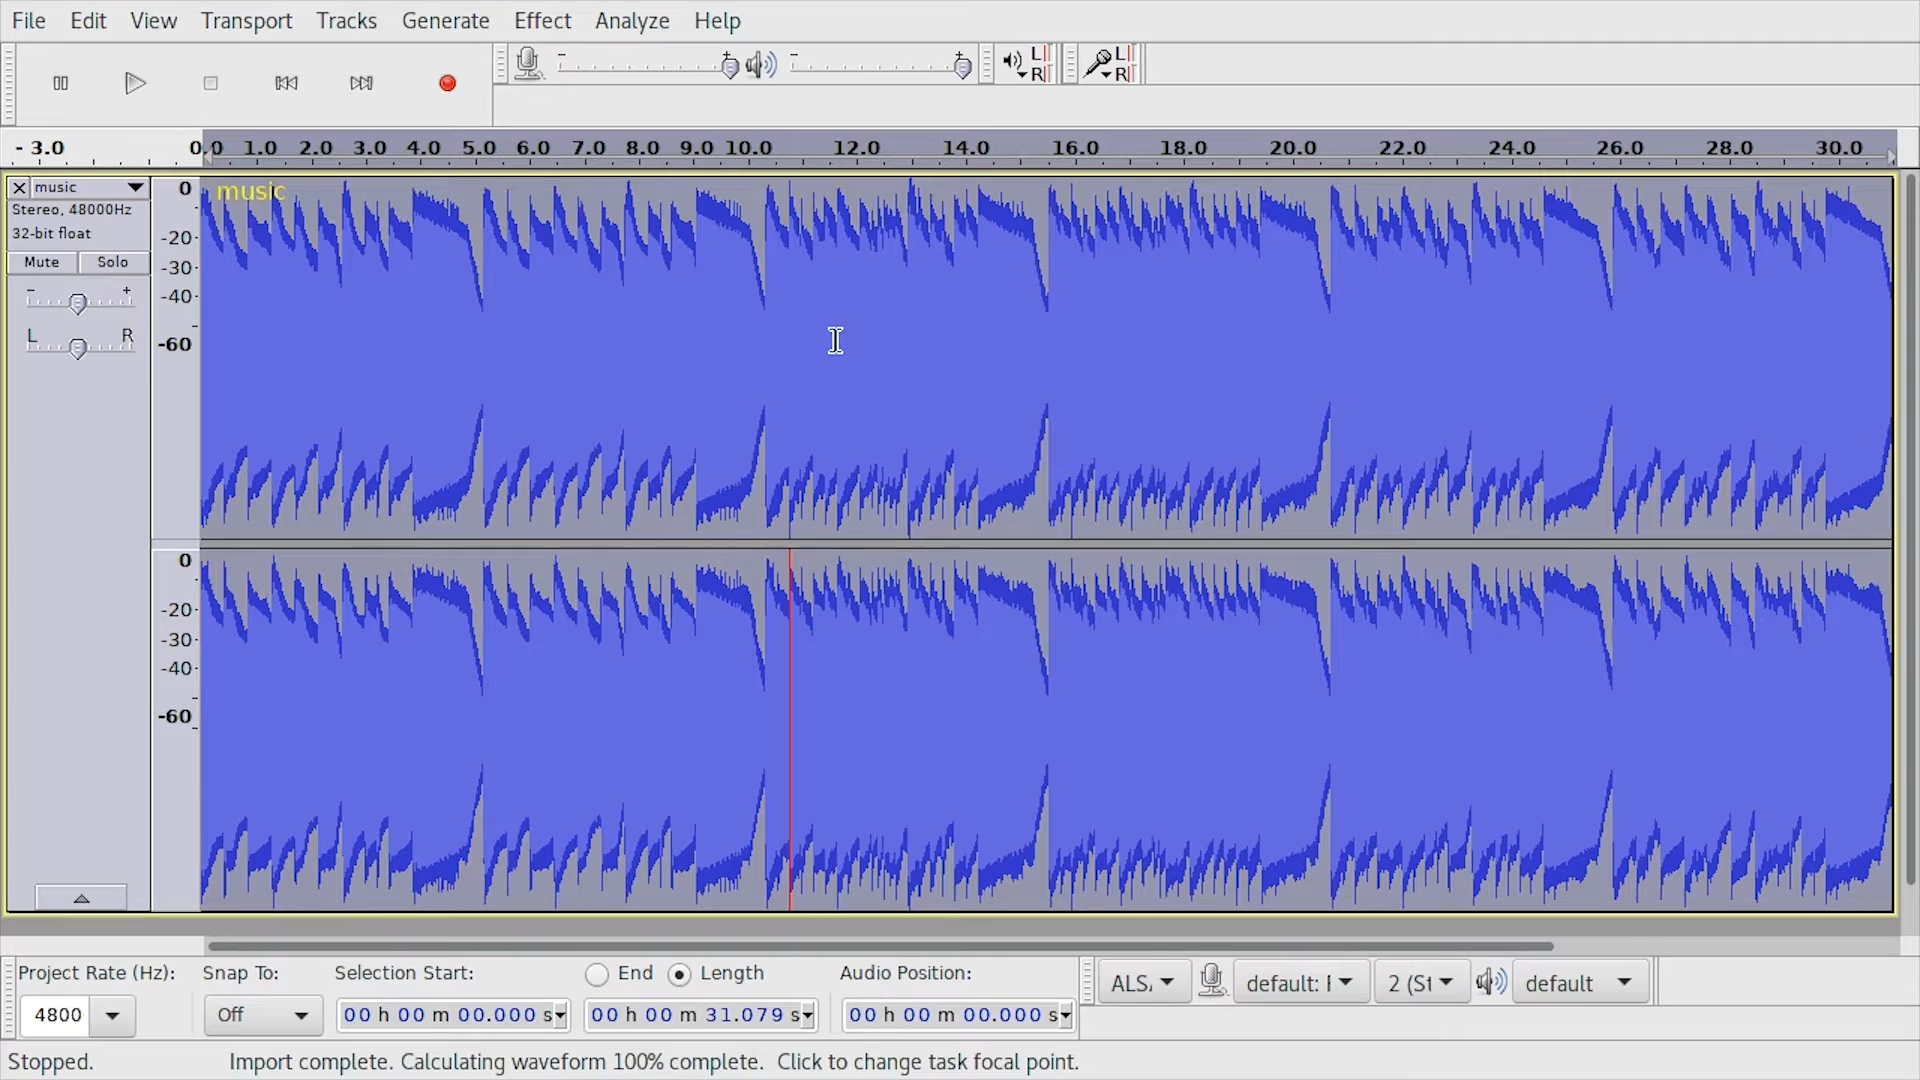 File Edit View Transport Tracks Generate Effect Analyze Help
- + - + L R L R
- 3.0 0.0 1.0 2.0 3.0 4.0 5.0 6.0 7.0 8.0 9.0 10.0 12.0 14.0 16.0 18.0 20.0 22.0 24.0 26.0 28.0 30.0
music
Stereo, 48000Hz
32-bit float
Mute Solo
- +
L R
0
-20
-30
-40
-60
music
0
-20
-30
-40
-60
Project Rate (Hz): Snap To: Selection Start: End Length Audio Position:
4800 Off 00 h 00 m 00.000 s 00 h 00 m 31.079 s 00 h 00 m 00.000 s
ALS default: 2 (St default
Stopped. Import complete. Calculating waveform 100% complete. Click to change task focal point.